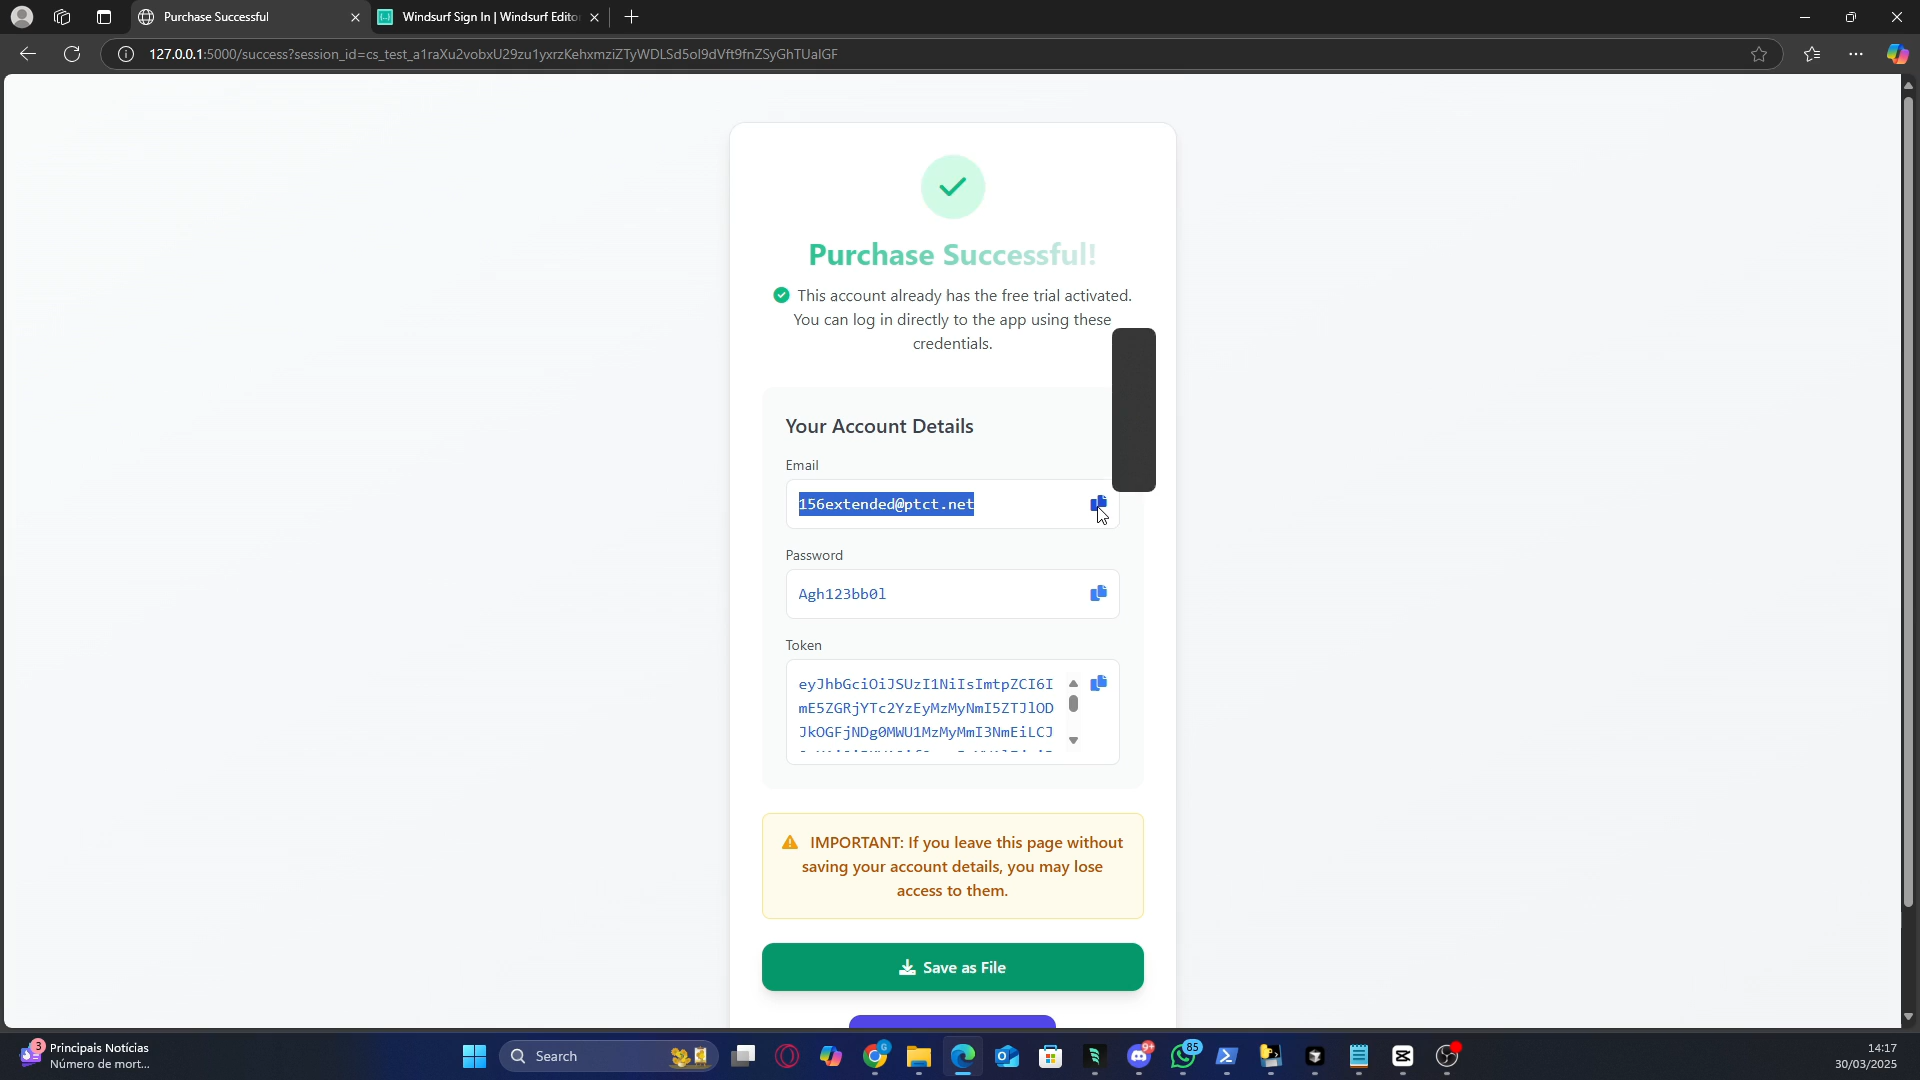 Purchase Successful
Windsurf Sign In | Windsurf Edito
127.0.0.1:5000/success?session_id=cs_test_a1raXu2vobxU29zu1yxrzKehxmziZTyWDLSd5ol9dVft9fnZSyGhTUalGF
Purchase Successful!
This account already has the free trial activated.
You can log in directly to the app using these
credentials.
Your Account Details
Email
156extended@ptct.net
Password
Agh123bb0l
Token
eyJhbGciOiJSUzI1NiIsImtpZCI6I
mE5ZGRjYTc2YzEyMzMyNmI5ZTJlOD
JkOGFjNDg0MWU1MzMyMmI3NmEiLCJ
IMPORTANT: If you leave this page without
saving your account details, you may lose
access to them.
Save as File
3
Principais Notícias
Número de mort...
Search
G
9+
85
14:17
30/03/2025